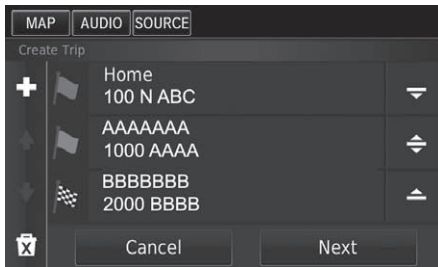 MAP AUDIO SOURCE
Create Trip
Home
100 N ABC
AAAAAAA
1000 AAAA
BBBBBBB
2000 BBBB
Cancel Next